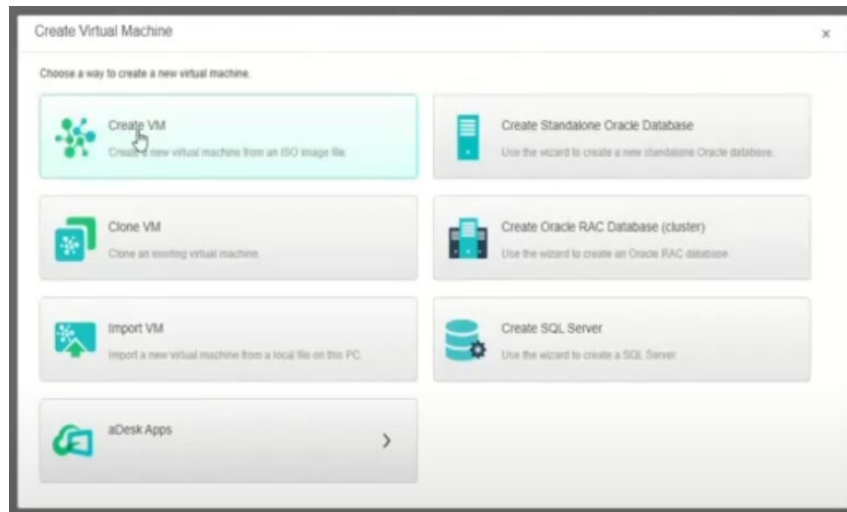 Create Virtual Machine
Choose a way to create a new virtual machine.
Create VM
Create a new virtual machine from an ISO image file.
Create Standalone Oracle Database
Use the wizard to create a new standalone Oracle database.
Clone VM
Clone an existing virtual machine.
Create Oracle RAC Database (cluster)
Use the wizard to create an Oracle RAC database.
Import VM
Import a new virtual machine from a local file on this PC.
Create SQL Server
Use the wizard to create a SQL Server.
aDesk Apps